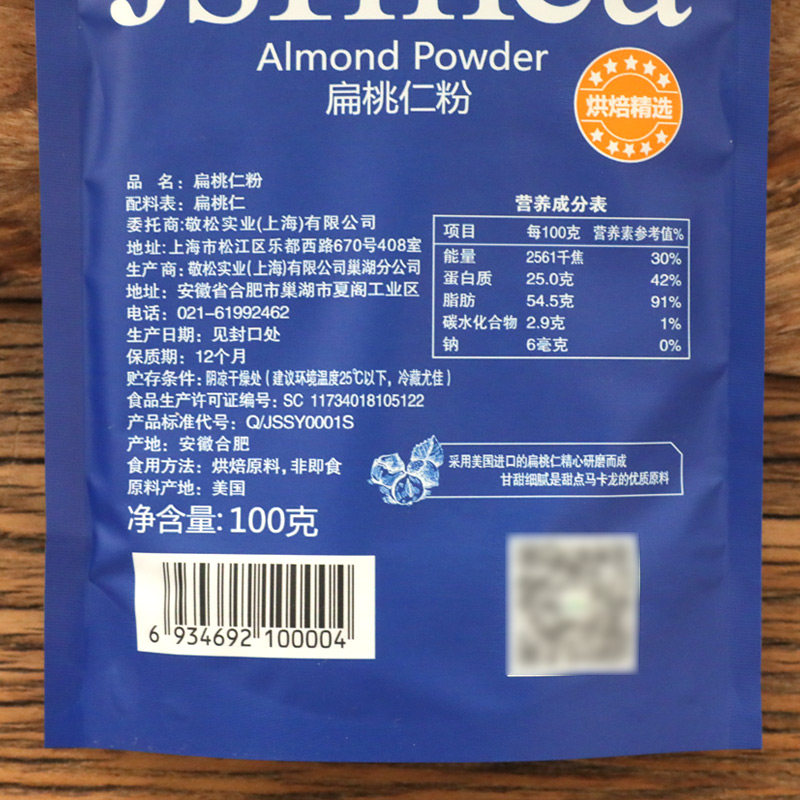 Almond Powder
扁桃仁粉
烘焙精选
品 名：扁桃仁粉
配料表：扁桃仁
委托商:敬松实业(上海)有限公司
地址:上海市松江区乐都西路670号408室
生产商:敬松实业(上海)有限公司巢湖分公司
地址：安徽省合肥市巢湖市夏阁工业区
电话：021-61992462
生产日期：见封口处
保质期：12个月
贮存条件：阴凉干燥处（建议环境温度25℃以下，冷藏尤佳）
食品生产许可证编号：SC 11734018105122
产品标准代号：Q/JSSY0001S
产地：安徽合肥
食用方法：烘焙原料，非即食
原料产地：美国
净含量:100克
营养成分表
项目 每100克 营养素参考值%
能量 2561千焦 30%
蛋白质 25.0克 42%
脂肪 54.5克 91%
碳水化合物 2.9克 1%
钠 6毫克 0%
采用美国进口的扁桃仁精心研磨而成
甘甜细腻是甜点马卡龙的优质原料
6 934692 100004